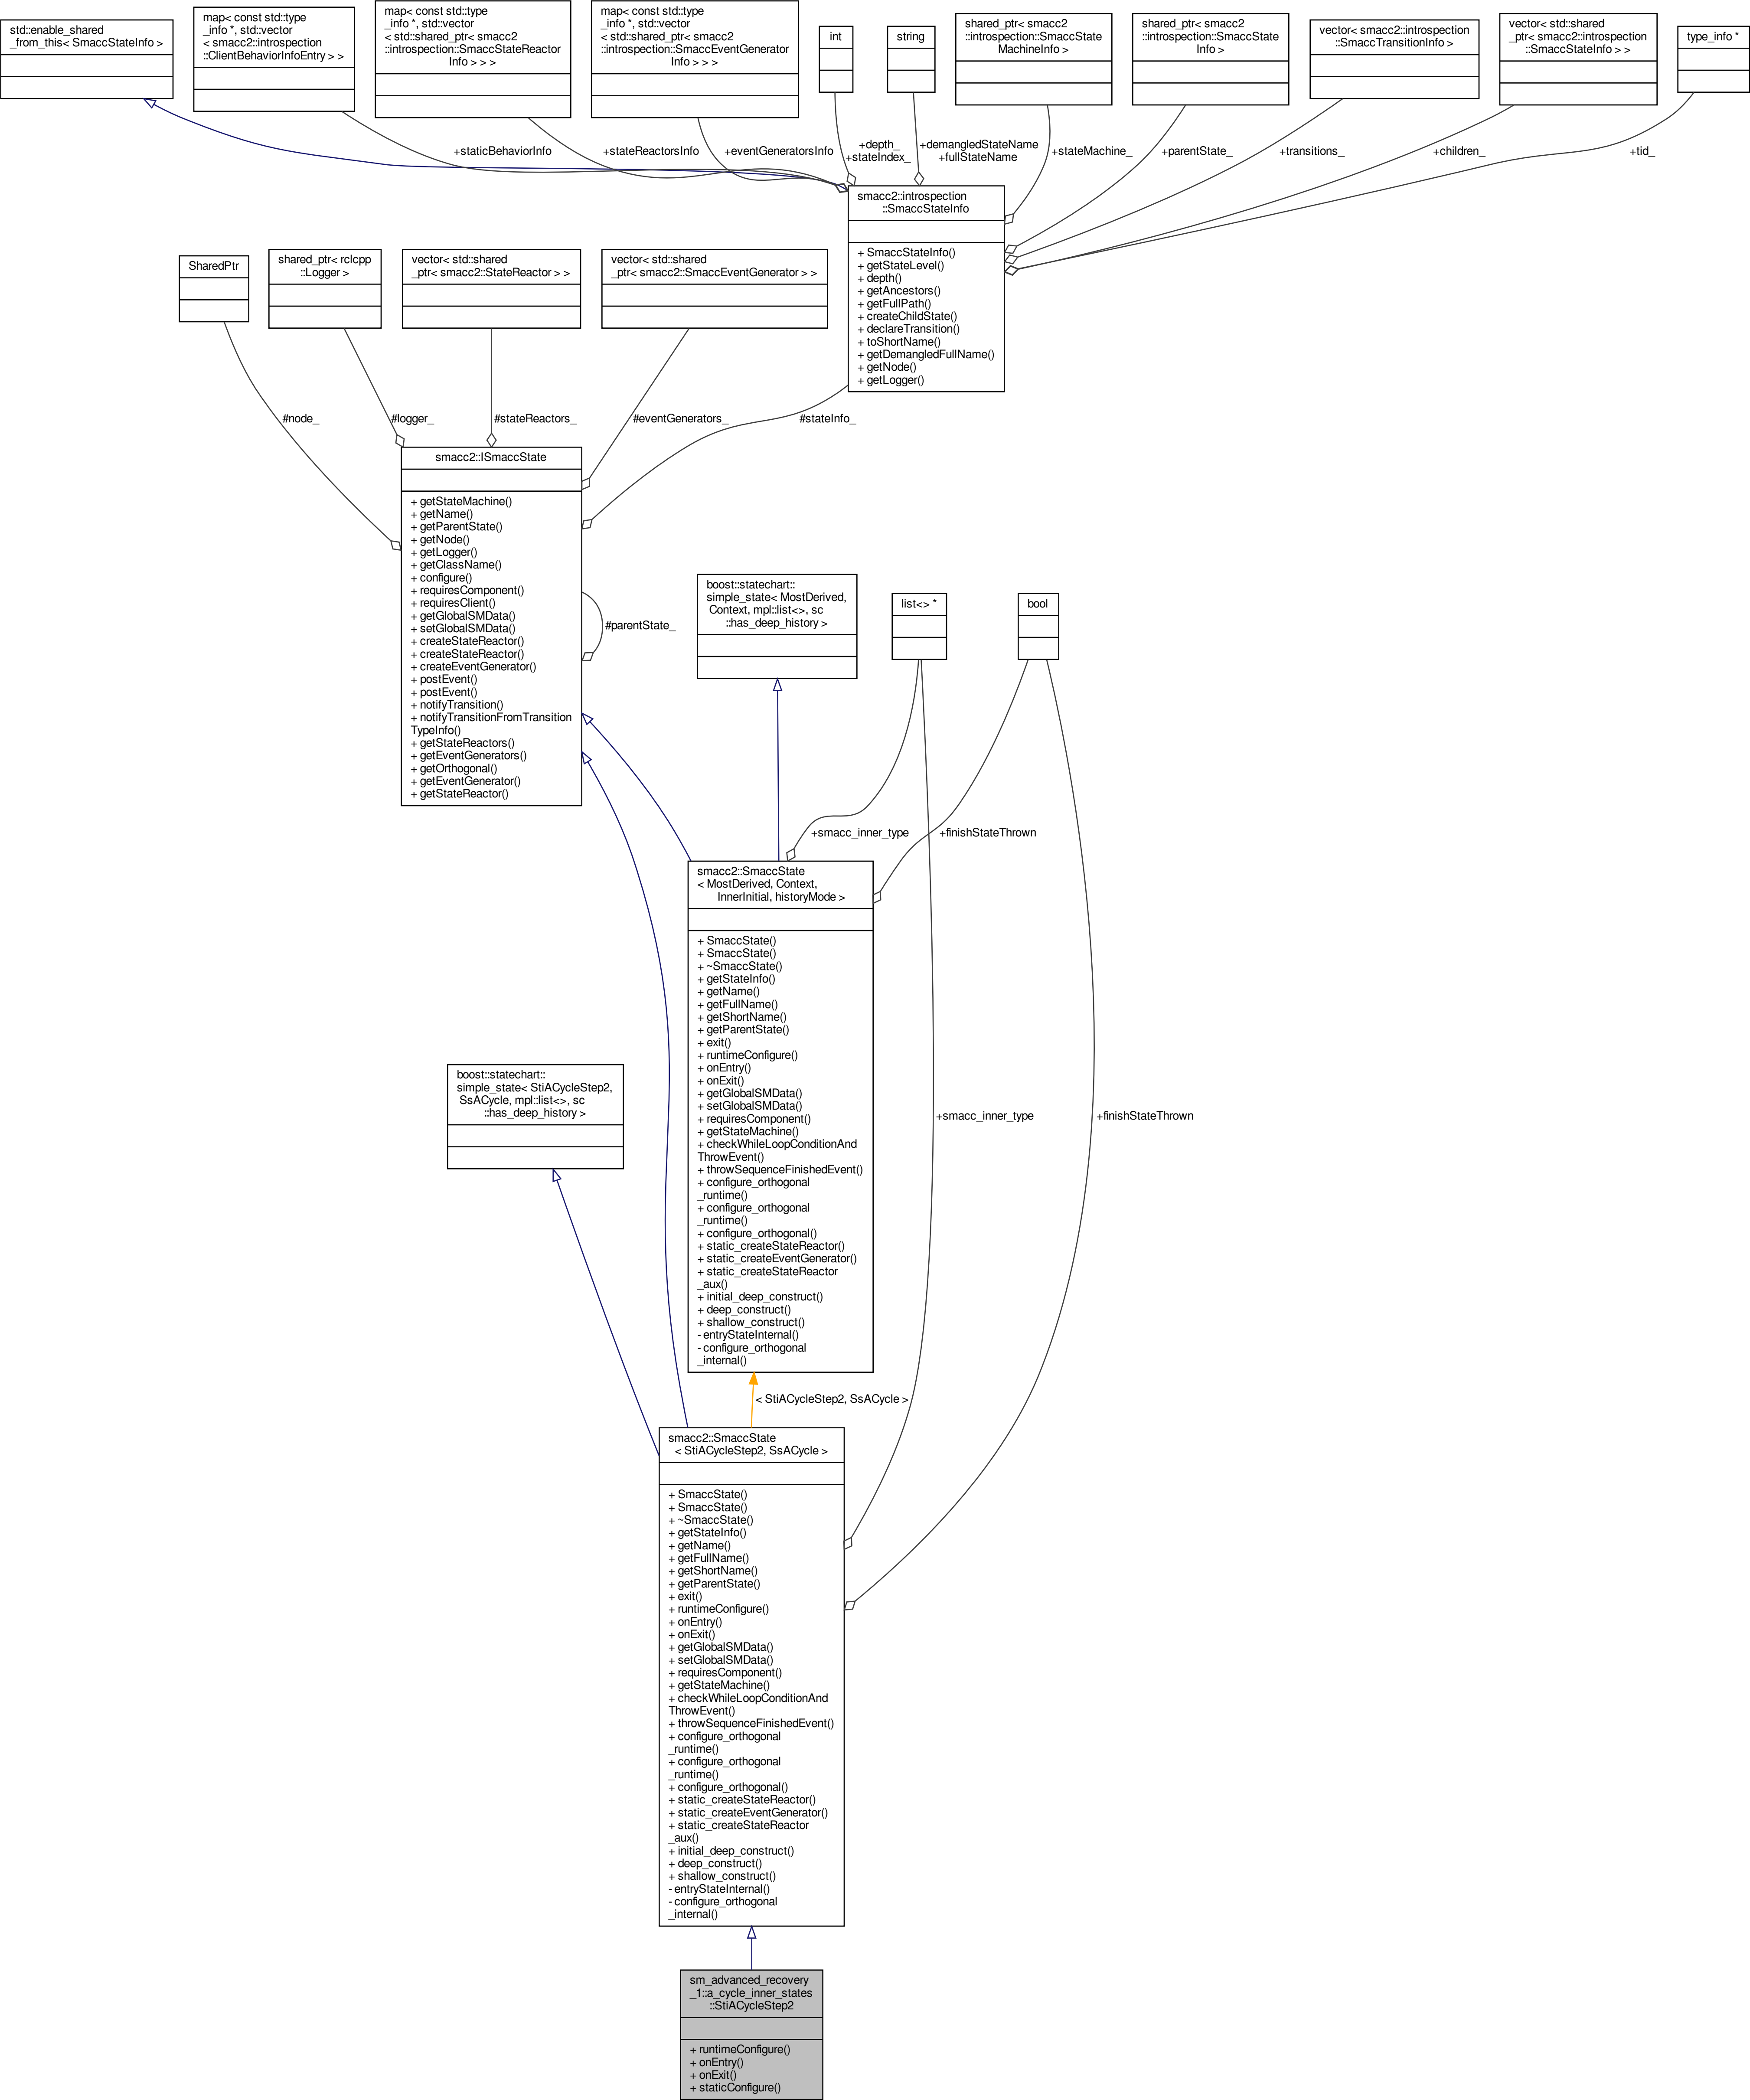 std::enable_shared
_from_this< SmaccStateInfo >
map< const std::type
_info *, std::vector
< smacc2::introspection
::ClientBehaviorInfoEntry > >
map< const std::type
_info *, std::vector
< std::shared_ptr< smacc2
::introspection::SmaccStateReactor
Info > > >
map< const std::type
_info *, std::vector
< std::shared_ptr< smacc2
::introspection::SmaccEventGenerator
Info > > >
int
string
shared_ptr< smacc2
::introspection::SmaccState
MachineInfo >
shared_ptr< smacc2
::introspection::SmaccState
Info >
vector< smacc2::introspection
::SmaccTransitionInfo >
vector< std::shared
_ptr< smacc2::introspection
::SmaccStateInfo > >
type_info *
+staticBehaviorInfo
+stateReactorsInfo
+eventGeneratorsInfo
+depth_
+stateIndex_
+demangledStateName
+fullStateName
+stateMachine_
+parentState_
+transitions_
+children_
+tid_
smacc2::introspection
::SmaccStateInfo
+ SmaccStateInfo()
+ getStateLevel()
+ depth()
+ getAncestors()
+ getFullPath()
+ createChildState()
+ declareTransition()
+ toShortName()
+ getDemangledFullName()
+ getNode()
+ getLogger()
SharedPtr
shared_ptr< rclcpp
::Logger >
vector< std::shared
_ptr< smacc2::StateReactor > >
vector< std::shared
_ptr< smacc2::SmaccEventGenerator > >
#node_
#logger_
#stateReactors_
#eventGenerators_
#stateInfo_
smacc2::ISmaccState
+ getStateMachine()
+ getName()
+ getParentState()
+ getNode()
+ getLogger()
+ getClassName()
+ configure()
+ requiresComponent()
+ requiresClient()
+ getGlobalSMData()
+ setGlobalSMData()
+ createStateReactor()
+ createStateReactor()
+ createEventGenerator()
+ postEvent()
+ postEvent()
+ notifyTransition()
+ notifyTransitionFromTransition
TypeInfo()
+ getStateReactors()
+ getEventGenerators()
+ getOrthogonal()
+ getEventGenerator()
+ getStateReactor()
#parentState_
boost::statechart::
simple_state< MostDerived,
Context, mpl::list<>, sc
::has_deep_history >
list<> *
bool
+smacc_inner_type
+finishStateThrown
smacc2::SmaccState
< MostDerived, Context,
InnerInitial, historyMode >
+ SmaccState()
+ SmaccState()
+ ~SmaccState()
+ getStateInfo()
+ getName()
+ getFullName()
+ getShortName()
+ getParentState()
+ exit()
+ runtimeConfigure()
+ onEntry()
+ onExit()
+ getGlobalSMData()
+ setGlobalSMData()
+ requiresComponent()
+ getStateMachine()
+ checkWhileLoopConditionAnd
ThrowEvent()
+ throwSequenceFinishedEvent()
+ configure_orthogonal
_runtime()
+ configure_orthogonal
_runtime()
+ configure_orthogonal()
+ static_createStateReactor()
+ static_createEventGenerator()
+ static_createStateReactor
_aux()
+ initial_deep_construct()
+ deep_construct()
+ shallow_construct()
- entryStateInternal()
- configure_orthogonal
_internal()
boost::statechart::
simple_state< StiACycleStep2,
SsACycle, mpl::list<>, sc
::has_deep_history >
+smacc_inner_type
+finishStateThrown
< StiACycleStep2, SsACycle >
smacc2::SmaccState
< StiACycleStep2, SsACycle >
+ SmaccState()
+ SmaccState()
+ ~SmaccState()
+ getStateInfo()
+ getName()
+ getFullName()
+ getShortName()
+ getParentState()
+ exit()
+ runtimeConfigure()
+ onEntry()
+ onExit()
+ getGlobalSMData()
+ setGlobalSMData()
+ requiresComponent()
+ getStateMachine()
+ checkWhileLoopConditionAnd
ThrowEvent()
+ throwSequenceFinishedEvent()
+ configure_orthogonal
_runtime()
+ configure_orthogonal
_runtime()
+ configure_orthogonal()
+ static_createStateReactor()
+ static_createEventGenerator()
+ static_createStateReactor
_aux()
+ initial_deep_construct()
+ deep_construct()
+ shallow_construct()
- entryStateInternal()
- configure_orthogonal
_internal()
sm_advanced_recovery
_1::a_cycle_inner_states
::StiACycleStep2
+ runtimeConfigure()
+ onEntry()
+ onExit()
+ staticConfigure()